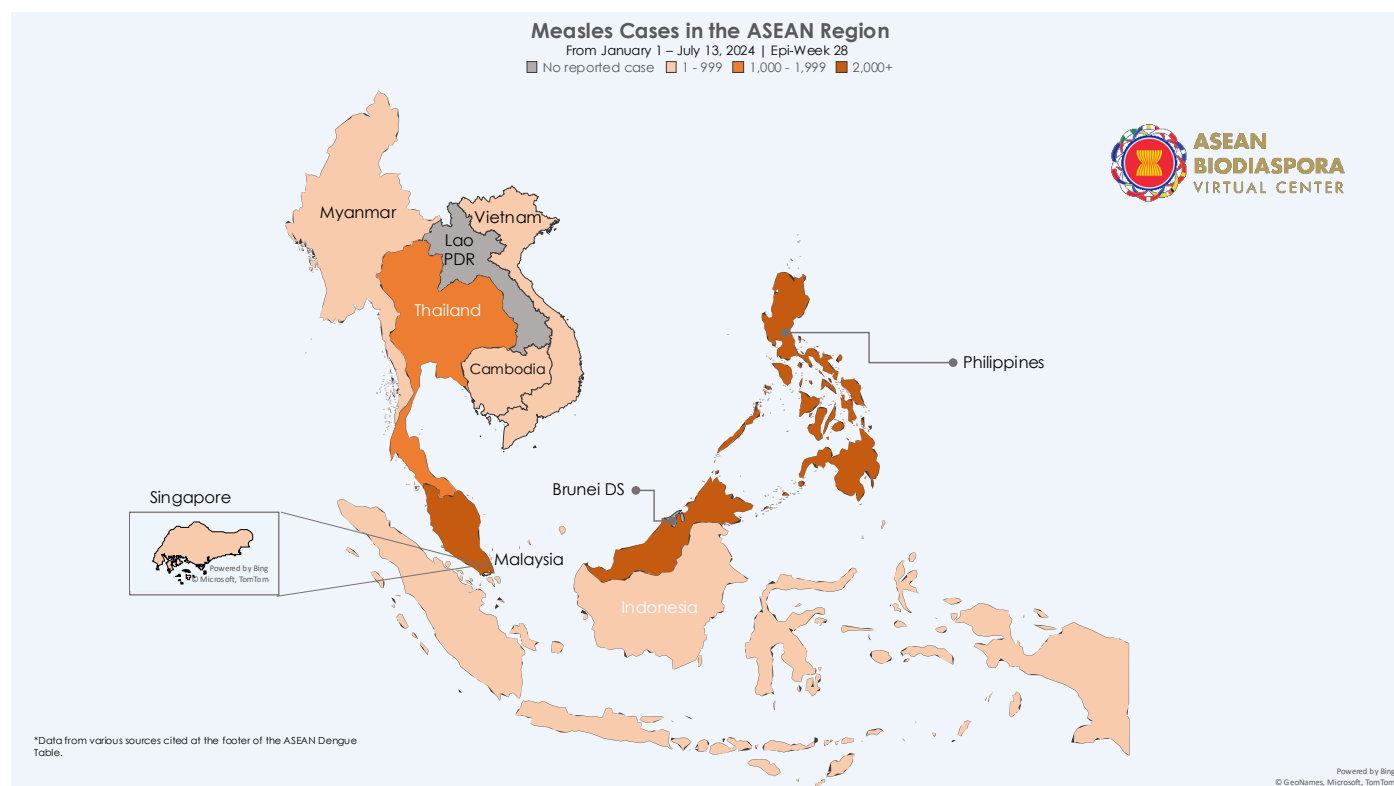 Measles Cases in the ASEAN Region
From January 1 – July 13, 2024 | Epi-Week 28
No reported case 1 - 999 1,000 - 1,999 2,000+
ASEAN
BIODIASPORA
VIRTUAL CENTER
Myanmar
Vietnam
Lao
PDR
Thailand
Cambodia
Philippines
Brunei DS
Singapore
Powered by Bing
© Microsoft, TomTom
Malaysia
Indonesia
*Data from various sources cited at the footer of the ASEAN Dengue
Table.
Powered by Bing
© GeoNames, Microsoft, TomTom